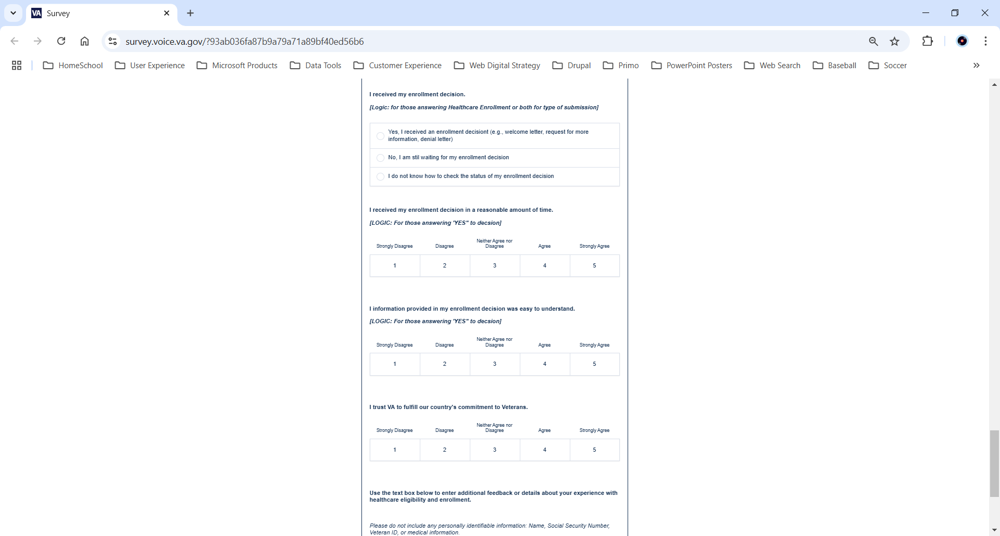 VA Survey
survey.voice.va.gov/?93ab036fa87b9a79a71a89bf40ed56b6
HomeSchool User Experience Microsoft Products Data Tools Customer Experience Web Digital Strategy Drupal Primo PowerPoint Posters Web Search Baseball Soccer
I received my enrollment decision.
[Logic: for those answering Healthcare Enrollment or both for type of submission]
Yes, I received an enrollment decisiont (e.g., welcome letter, request for more
information, denial letter)
No, I am stil waiting for my enrollment decision
I do not know how to check the status of my enrollment decision
I received my enrollment decision in a reasonable amount of time.
[LOGIC: For those answering 'YES" to decsion]
Strongly Disagree Disagree Neither Agree nor Disagree Agree Strongly Agree
1 2 3 4 5
I information provided in my enrollment decision was easy to understand.
[LOGIC: For those answering 'YES" to decsion]
Strongly Disagree Disagree Neither Agree nor Disagree Agree Strongly Agree
1 2 3 4 5
I trust VA to fulfill our country's commitment to Veterans.
Strongly Disagree Disagree Neither Agree nor Disagree Agree Strongly Agree
1 2 3 4 5
Use the text box below to enter additional feedback or details about your experience with
healthcare eligibility and enrollment.
Please do not include any personally identifiable information: Name, Social Security Number,
Veteran ID, or medical information.